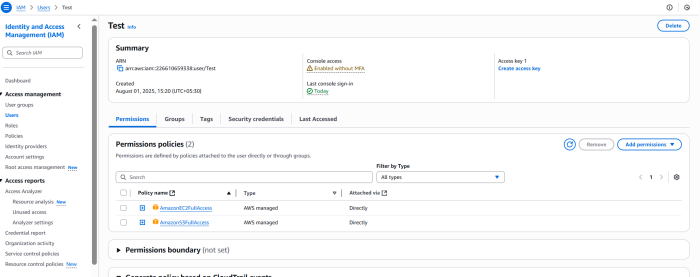 IAM > Users > Test
Identity and Access Management (IAM)
Search IAM
Dashboard
Access management
User groups
Users
Roles
Policies
Identity providers
Account settings
Root access management New
Access reports
Access Analyzer
Resource analysis New
Unused access
Analyzer settings
Credential report
Organization activity
Service control policies
Resource control policies New
Test Info
Delete
Summary
ARN
arn:aws:iam::226610659338:user/Test
Console access
Enabled without MFA
Access key 1
Create access key
Created
August 01, 2025, 15:20 (UTC+05:30)
Last console sign-in
Today
Permissions Groups Tags Security credentials Last Accessed
Permissions policies (2)
Remove
Add permissions
Permissions are defined by policies attached to the user directly or through groups.
Filter by Type
Search
All types
1
Policy name Type Attached via
AmazonEC2FullAccess AWS managed Directly
AmazonS3FullAccess AWS managed Directly
Permissions boundary (not set)
Generate policy based on CloudTrail events